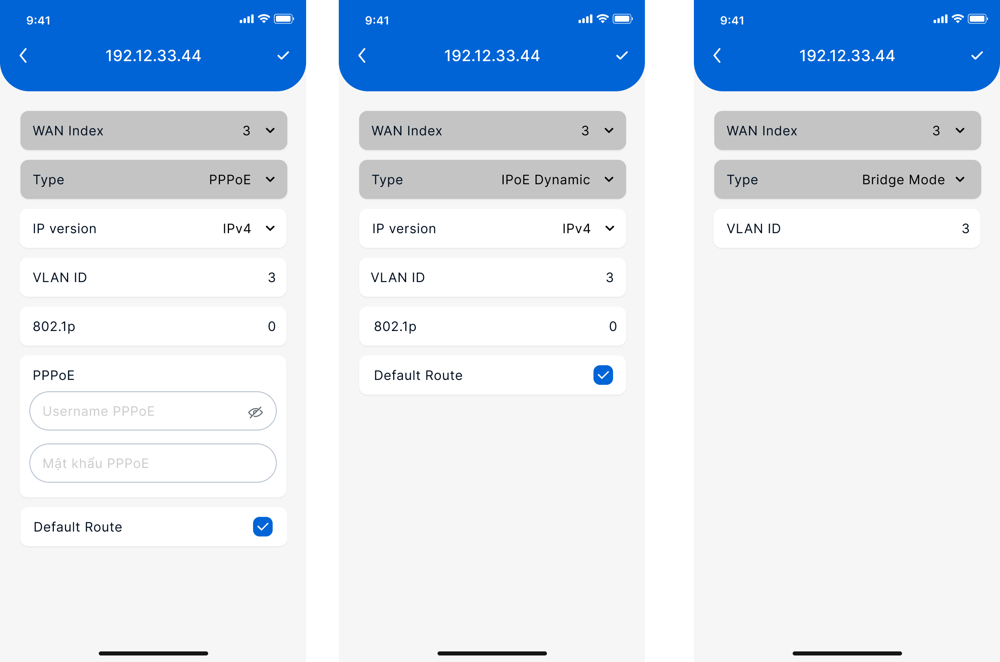 9:41
192.12.33.44
WAN Index 3
Type PPPoE
IP version IPv4
VLAN ID 3
802.1p 0
PPPoE
Username PPPoE
Mật khẩu PPPoE
Default Route
9:41
192.12.33.44
WAN Index 3
Type IPoE Dynamic
IP version IPv4
VLAN ID 3
802.1p 0
Default Route
9:41
192.12.33.44
WAN Index 3
Type Bridge Mode
VLAN ID 3